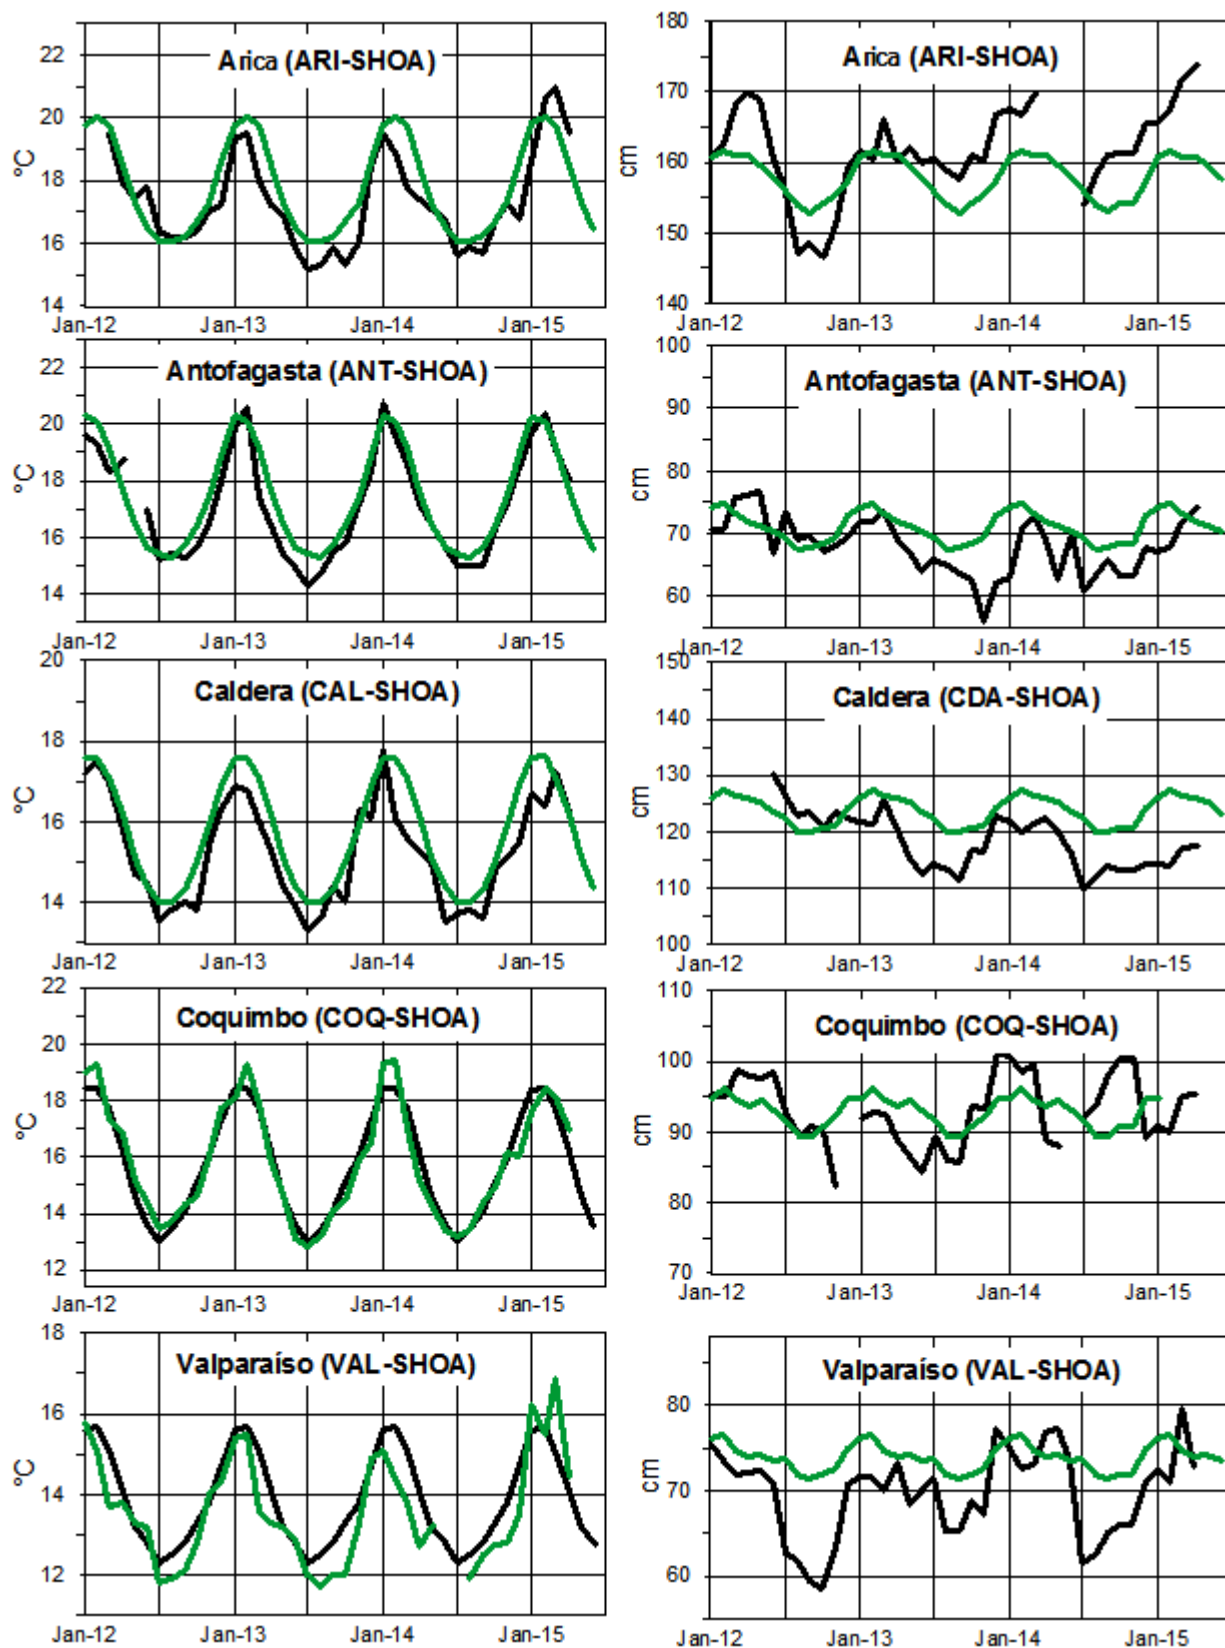 Arica (ARI-SHOA)
°C
22
20
18
16
14
Jan-12 Jan-13 Jan-14 Jan-15
Arica (ARI-SHOA)
cm
180
170
160
150
140
Jan-12 Jan-13 Jan-14 Jan-15
Antofagasta (ANT-SHOA)
°C
22
20
18
16
14
Jan-12 Jan-13 Jan-14 Jan-15
Antofagasta (ANT-SHOA)
cm
100
90
80
70
60
Jan-12 Jan-13 Jan-14 Jan-15
Caldera (CAL-SHOA)
°C
20
18
16
14
Jan-12 Jan-13 Jan-14 Jan-15
Caldera (CDA-SHOA)
cm
150
140
130
120
110
100
Jan-12 Jan-13 Jan-14 Jan-15
Coquimbo (COQ-SHOA)
°C
22
20
18
16
14
12
Jan-12 Jan-13 Jan-14 Jan-15
Coquimbo (COQ-SHOA)
cm
110
100
90
80
70
Jan-12 Jan-13 Jan-14 Jan-15
Valparaíso (VAL-SHOA)
°C
18
16
14
12
Jan-12 Jan-13 Jan-14 Jan-15
Valparaíso (VAL-SHOA)
cm
80
70
60
Jan-12 Jan-13 Jan-14 Jan-15